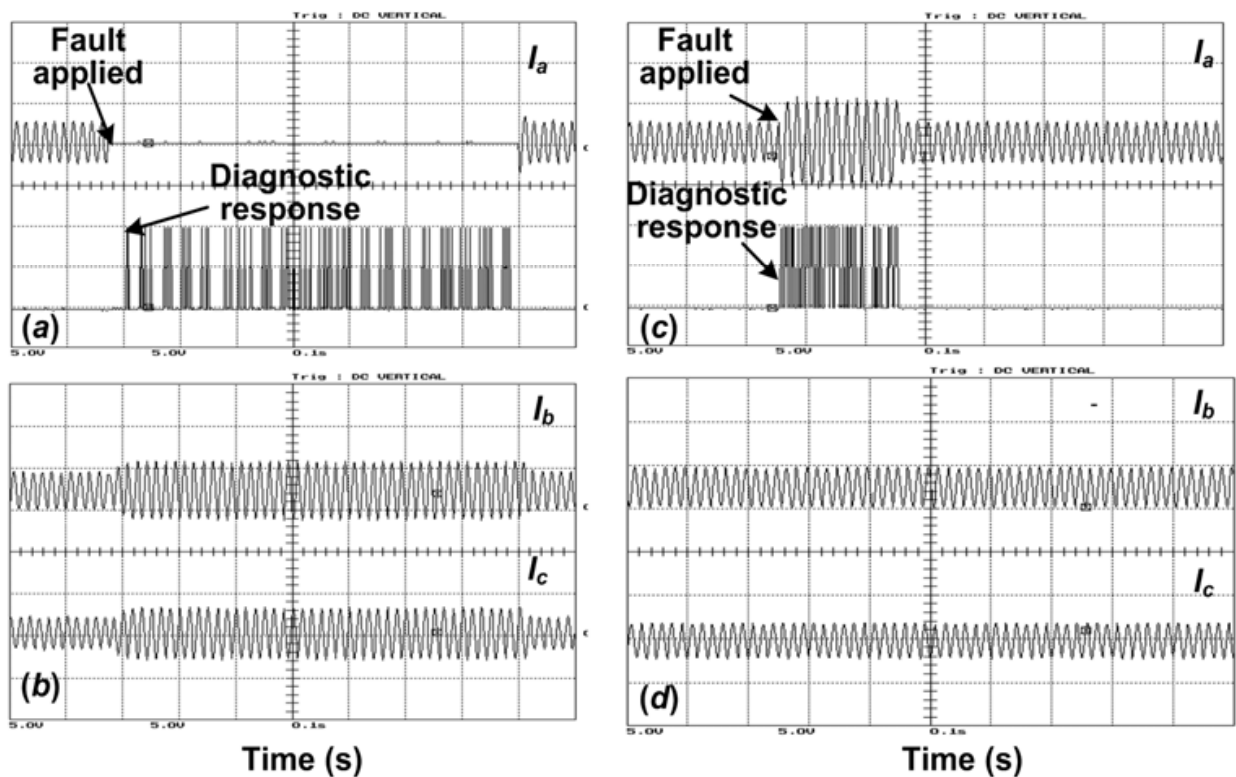 Trig : DC VERTICAL
Fault
applied
Ia
Diagnostic
response
(a)
5.0V 5.0V 0.1s
Trig : DC VERTICAL
Fault
applied
Ia
Diagnostic
response
(c)
5.0V 5.0V 0.1s
Trig : DC VERTICAL
Ib
Ic
(b)
5.0V 5.0V 0.1s
Time (s)
Trig : DC VERTICAL
Ib
Ic
(d)
5.0V 5.0V 0.1s
Time (s)